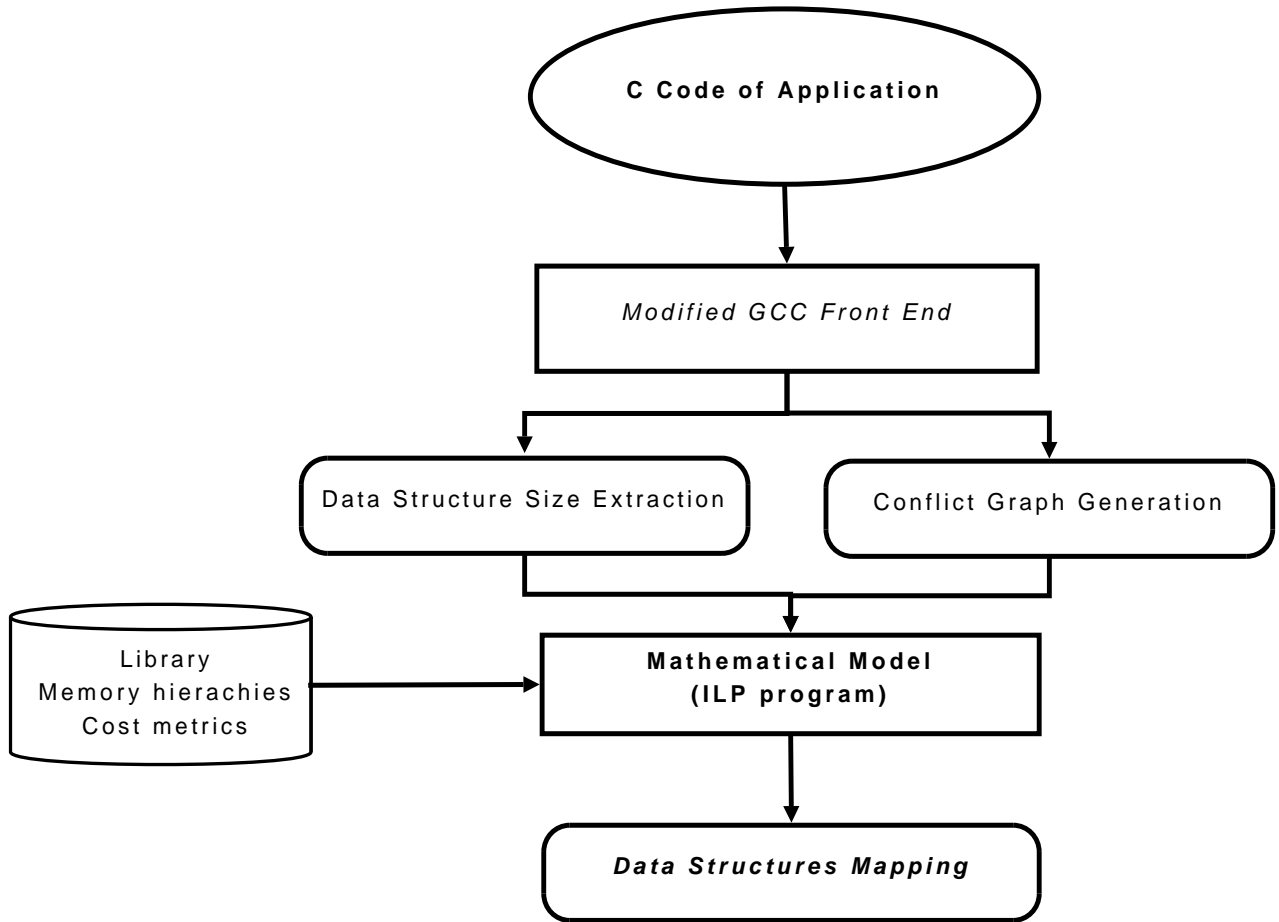 C Code of Application
Modified GCC Front End
Data Structure Size Extraction
Conflict Graph Generation
Library
Memory hierachies
Cost metrics
Mathematical Model
(ILP program)
Data Structures Mapping